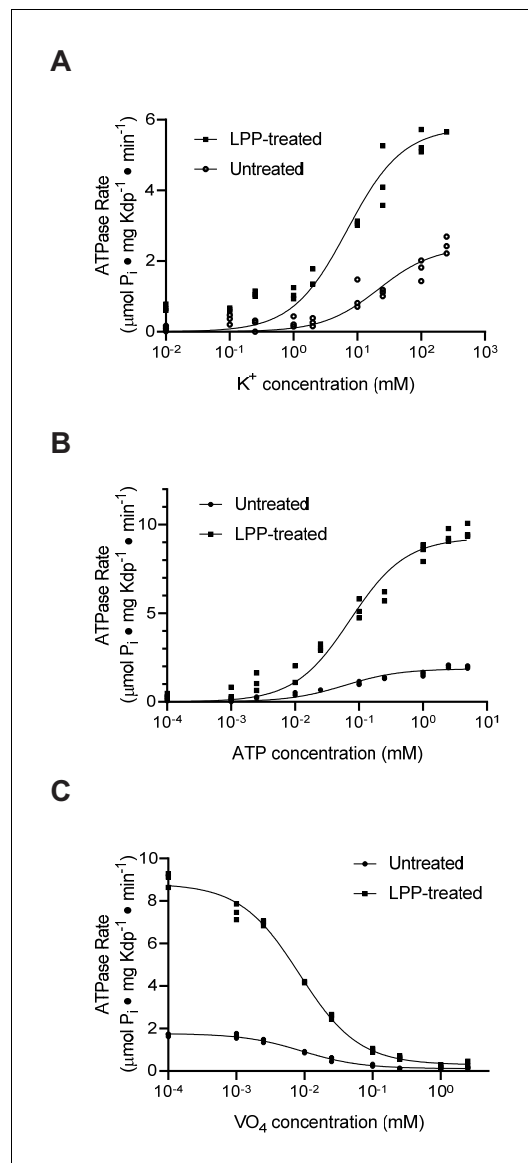 A
6
4
2
0
ATPase Rate
(μmol Pi • mg Kdp-1 • min-1)
LPP-treated
Untreated
10-2 10-1 100 101 102 103
K+ concentration (mM)
B
10
5
0
ATPase Rate
(μmol Pi • mg Kdp-1 • min-1)
Untreated
LPP-treated
10-4 10-3 10-2 10-1 100 101
ATP concentration (mM)
C
10
8
6
4
2
0
ATPase Rate
(μmol Pi • mg Kdp-1 • min-1)
Untreated
LPP-treated
10-4 10-3 10-2 10-1 100
VO4 concentration (mM)